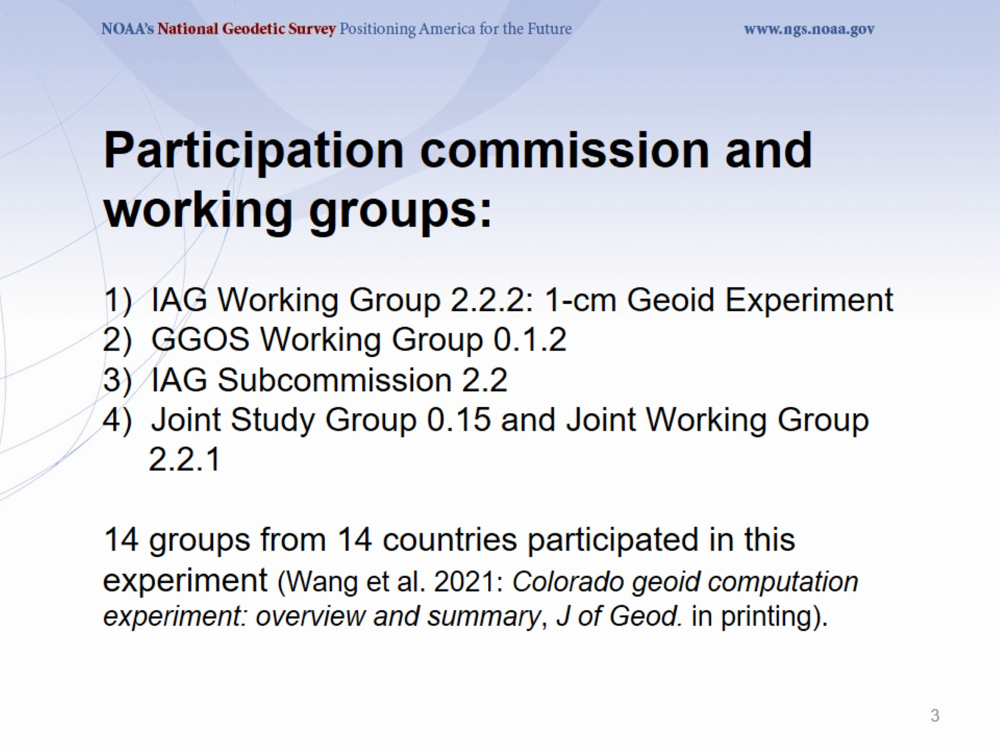 NOAA's National Geodetic Survey Positioning America for the Future www.ngs.noaa.gov
Participation commission and
working groups:
1) IAG Working Group 2.2.2: 1-cm Geoid Experiment
2) GGOS Working Group 0.1.2
3) IAG Subcommission 2.2
4) Joint Study Group 0.15 and Joint Working Group
2.2.1
14 groups from 14 countries participated in this
experiment (Wang et al. 2021: Colorado geoid computation
experiment: overview and summary, J of Geod. in printing).
3